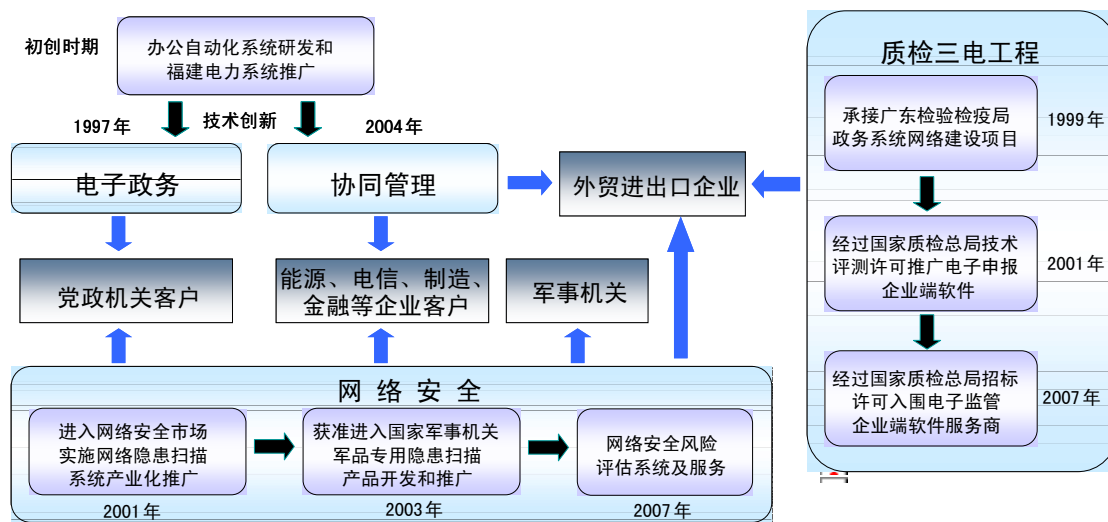 初创时期
办公自动化系统研发和
福建电力系统推广
1997年
技术创新
2004年
电子政务
协同管理
外贸进出口企业
党政机关客户
能源、电信、制造、
金融等企业客户
军事机关
网络安全
进入网络安全市场
实施网络隐患扫描
系统产业化推广
2001年
获准进入国家军事机关
军品专用隐患扫描
产品开发和推广
2003年
网络安全风险
评估系统及服务
2007年
质检三电工程
承接广东检验检疫局
政务系统网络建设项目
1999年
经过国家质检总局技术
评测许可推广电子申报
企业端软件
2001年
经过国家质检总局招标
许可入围电子监管
企业端软件服务商
2007年